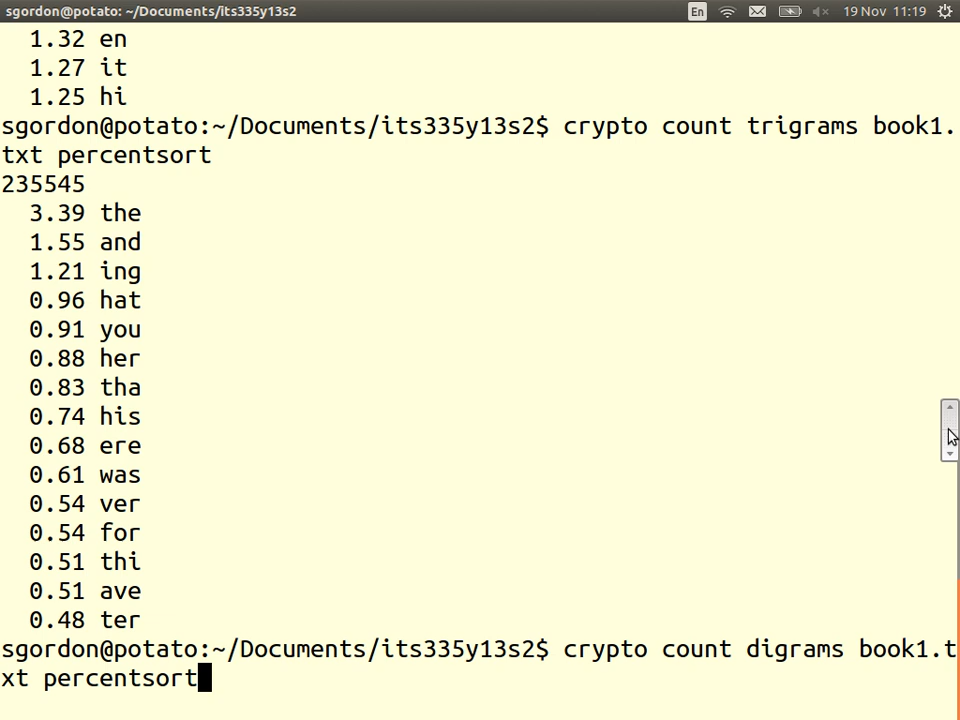 sgordon@potato: ~/Documents/its335y13s2 En 19 Nov 11:19
1.32 en
1.27 it
1.25 hi
sgordon@potato:~/Documents/its335y13s2$ crypto count trigrams book1.
txt percentsort
235545
3.39 the
1.55 and
1.21 ing
0.96 hat
0.91 you
0.88 her
0.83 tha
0.74 his
0.68 ere
0.61 was
0.54 ver
0.54 for
0.51 thi
0.51 ave
0.48 ter
sgordon@potato:~/Documents/its335y13s2$ crypto count digrams book1.t
xt percentsort